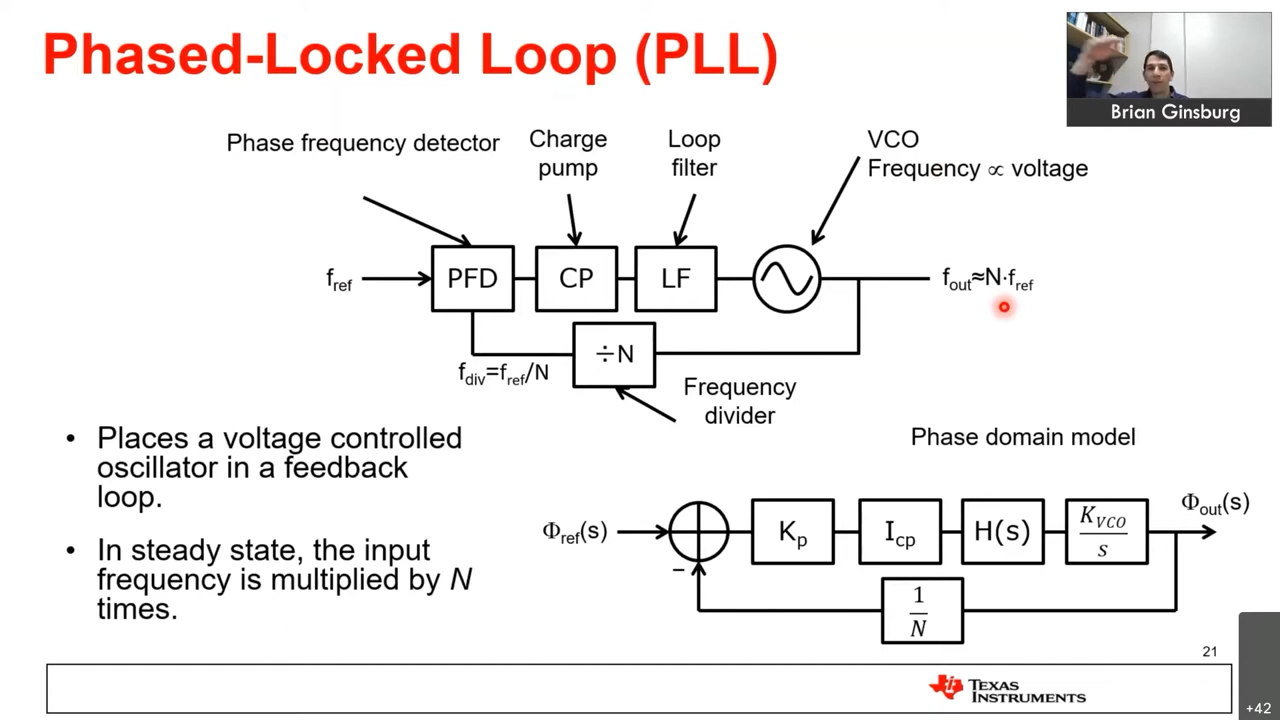 Phased-Locked Loop (PLL)
Brian Ginsburg
Phase frequency detector
Charge
pump
Loop
filter
VCO
Frequency ∝ voltage
f_ref
PFD
CP
LF
f_out≈N·f_ref
÷N
f_div=f_ref/N
Frequency
divider
• Places a voltage controlled
oscillator in a feedback
loop.
• In steady state, the input
frequency is multiplied by N
times.
Phase domain model
Φ_ref(s)
−
K_p
I_cp
H(s)
K_VCO
s
Φ_out(s)
1
N
21
TEXAS
INSTRUMENTS
+42